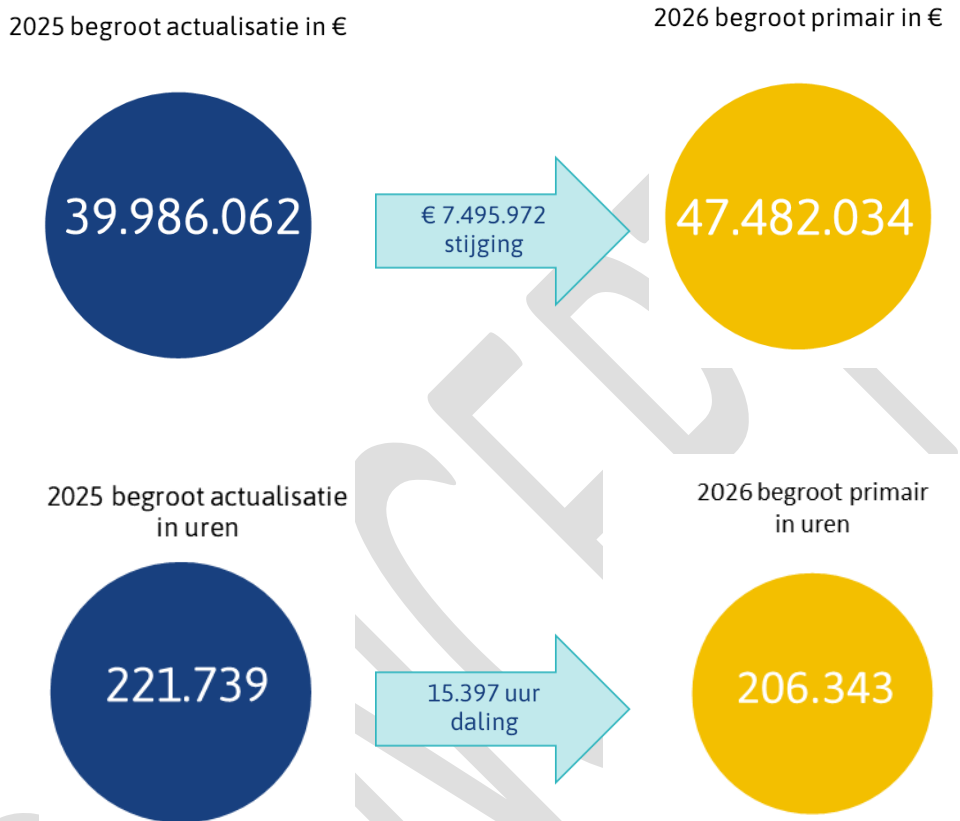 2025 begroot actualisatie in €
2026 begroot primair in €
39.986.062
€ 7.495.972
stijging
47.482.034
2025 begroot actualisatie
in uren
2026 begroot primair
in uren
221.739
15.397 uur
daling
206.343